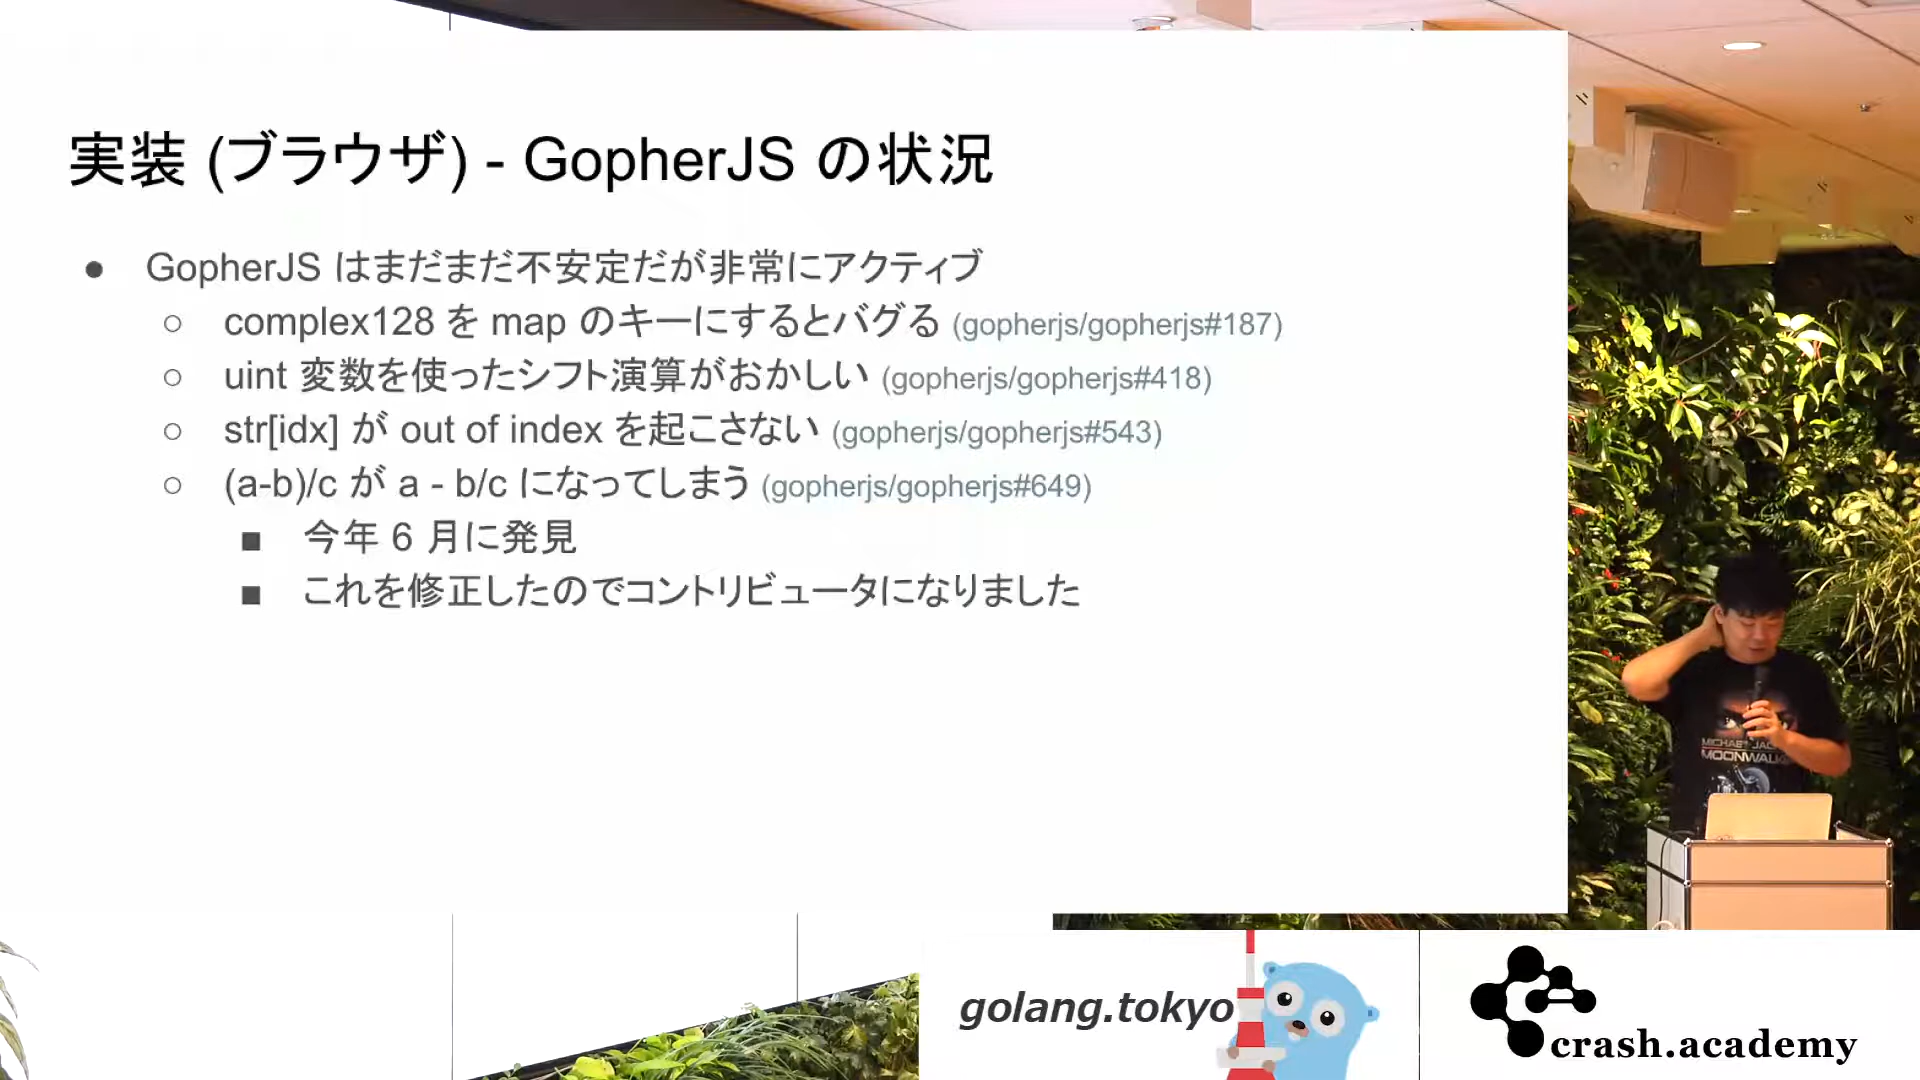 実装 (ブラウザ) - GopherJS の状況
● GopherJS はまだまだ不安定だが非常にアクティブ
○ complex128 を map のキーにするとバグる (gopherjs/gopherjs#187)
○ uint 変数を使ったシフト演算がおかしい (gopherjs/gopherjs#418)
○ str[idx] が out of index を起こさない (gopherjs/gopherjs#543)
○ (a-b)/c が a - b/c になってしまう (gopherjs/gopherjs#649)
■ 今年 6 月に発見
■ これを修正したのでコントリビュータになりました
MOONWALK
golang.tokyo
crash.academy